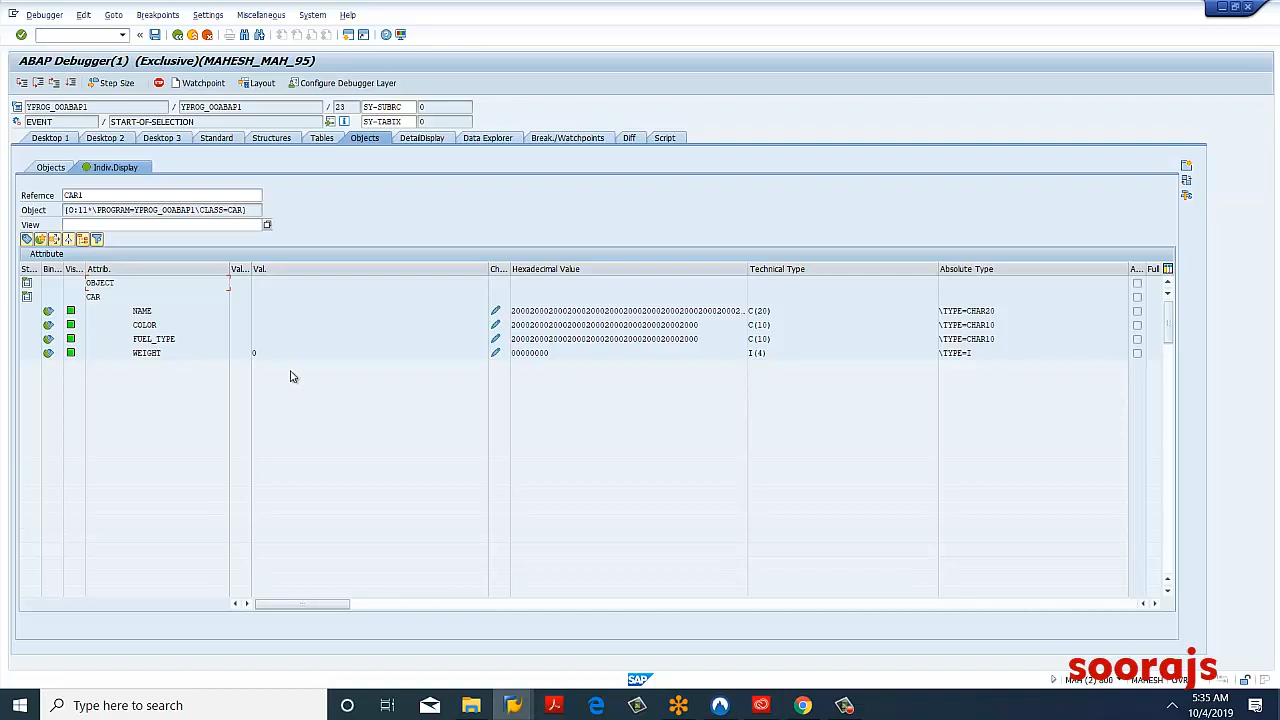 Debugger Edit Goto Breakpoints Settings Miscellaneous System Help
ABAP Debugger(1) (Exclusive)(MAHESH_MAH_95)
Step Size Watchpoint Layout Configure Debugger Layer
YPROG_OOABAP1 / YPROG_OOABAP1 / 23 SY-SUBRC 0
EVENT / START-OF-SELECTION SY-TABIX 0
Desktop 1 Desktop 2 Desktop 3 Standard Structures Tables Objects DetailDisplay Data Explorer Break./Watchpoints Diff Script
Objects Indiv.Display
Refernce CAR1
Object {O:11*\PROGRAM=YPROG_OOABAP1\CLASS=CAR}
View
Attribute
St... Bin... Vis... Attrib. Val... Val. Ch... Hexadecimal Value Technical Type Absolute Type A... Full
OBJECT
CAR
NAME 20002000200020002000200020002000200020002000200002... C(20) \TYPE=CHAR20
COLOR 2000200020002000200020002000200020002000 C(10) \TYPE=CHAR10
FUEL_TYPE 2000200020002000200020002000200020002000 C(10) \TYPE=CHAR10
WEIGHT 0 00000000 I(4) \TYPE=I
soorajs
SAP
Type here to search
5:35 AM
10/4/2019